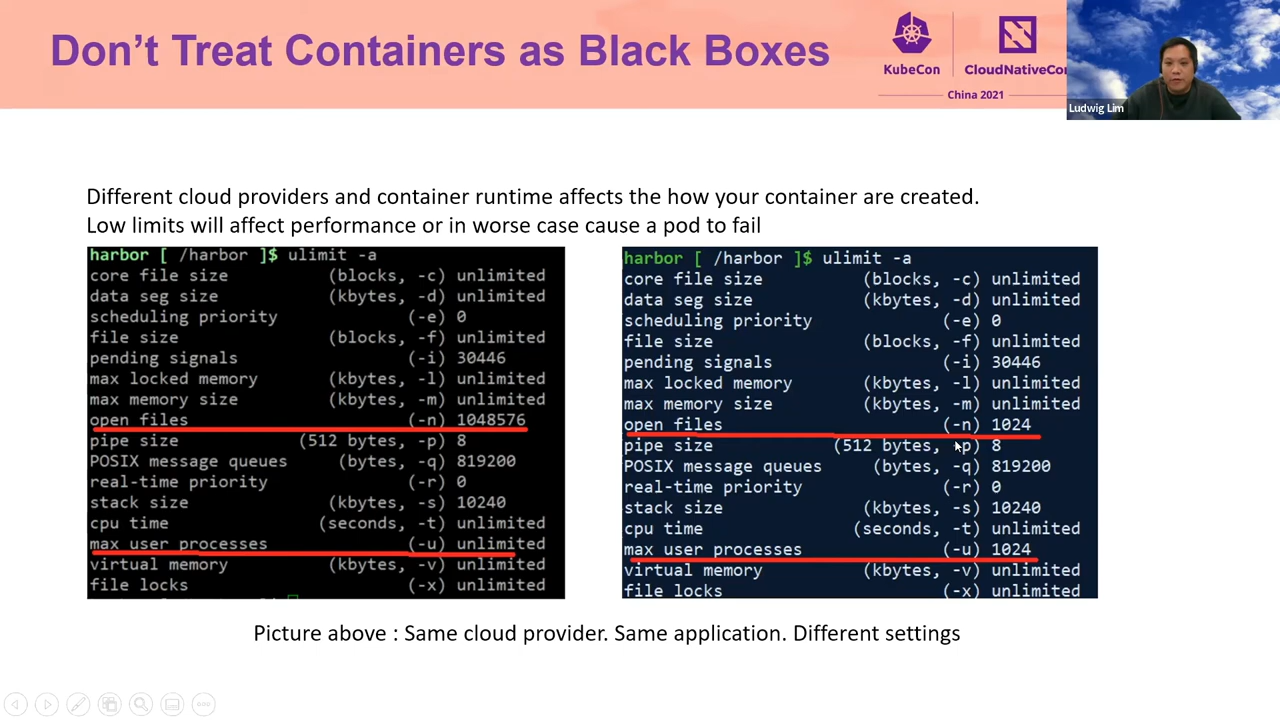 Don't Treat Containers as Black Boxes
KubeCon
CloudNativeCon
China 2021
Ludwig Lim
Different cloud providers and container runtime affects the how your container are created.
Low limits will affect performance or in worse case cause a pod to fail
harbor [ /harbor ]$ ulimit -a
core file size (blocks, -c) unlimited
data seg size (kbytes, -d) unlimited
scheduling priority (-e) 0
file size (blocks, -f) unlimited
pending signals (-i) 30446
max locked memory (kbytes, -l) unlimited
max memory size (kbytes, -m) unlimited
open files (-n) 1048576
pipe size (512 bytes, -p) 8
POSIX message queues (bytes, -q) 819200
real-time priority (-r) 0
stack size (kbytes, -s) 10240
cpu time (seconds, -t) unlimited
max user processes (-u) unlimited
virtual memory (kbytes, -v) unlimited
file locks (-x) unlimited
harbor [ /harbor ]$ ulimit -a
core file size (blocks, -c) unlimited
data seg size (kbytes, -d) unlimited
scheduling priority (-e) 0
file size (blocks, -f) unlimited
pending signals (-i) 30446
max locked memory (kbytes, -l) unlimited
max memory size (kbytes, -m) unlimited
open files (-n) 1024
pipe size (512 bytes, -p) 8
POSIX message queues (bytes, -q) 819200
real-time priority (-r) 0
stack size (kbytes, -s) 10240
cpu time (seconds, -t) unlimited
max user processes (-u) 1024
virtual memory (kbytes, -v) unlimited
file locks (-x) unlimited
Picture above : Same cloud provider. Same application. Different settings